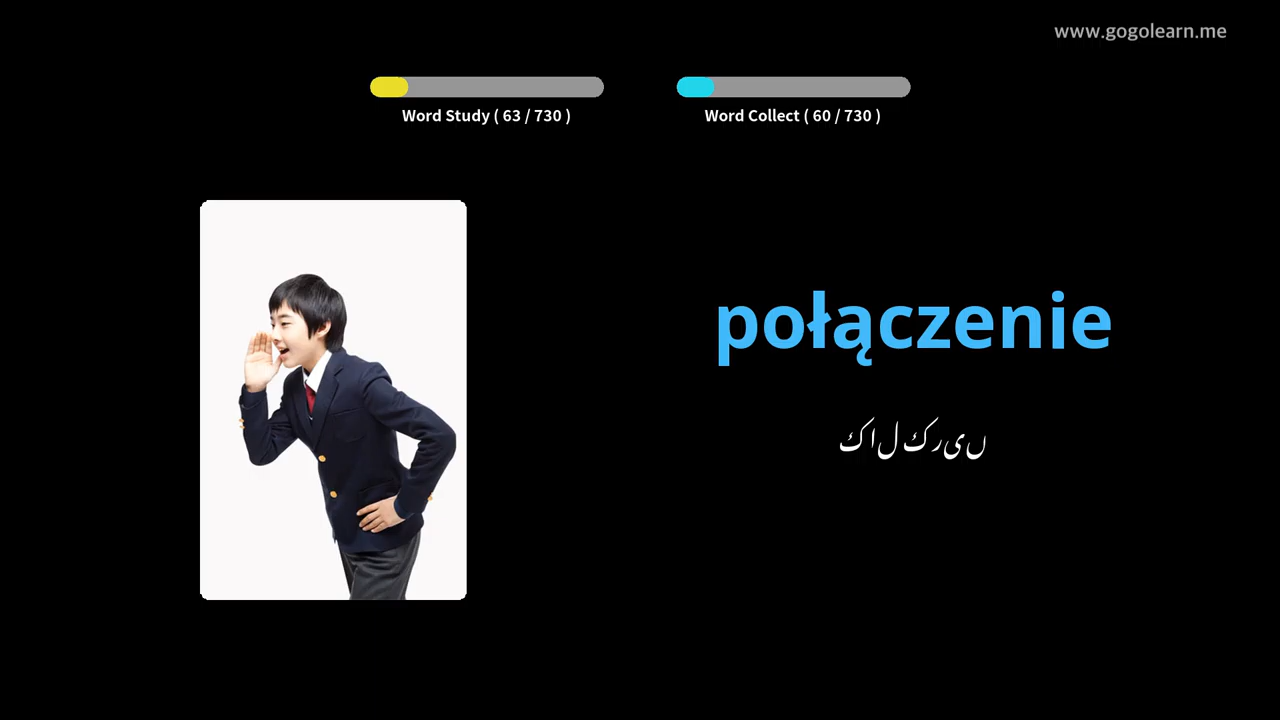 www.gogolearn.me
Word Study ( 63 / 730 )
Word Collect ( 60 / 730 )
połączenie
کال کریں